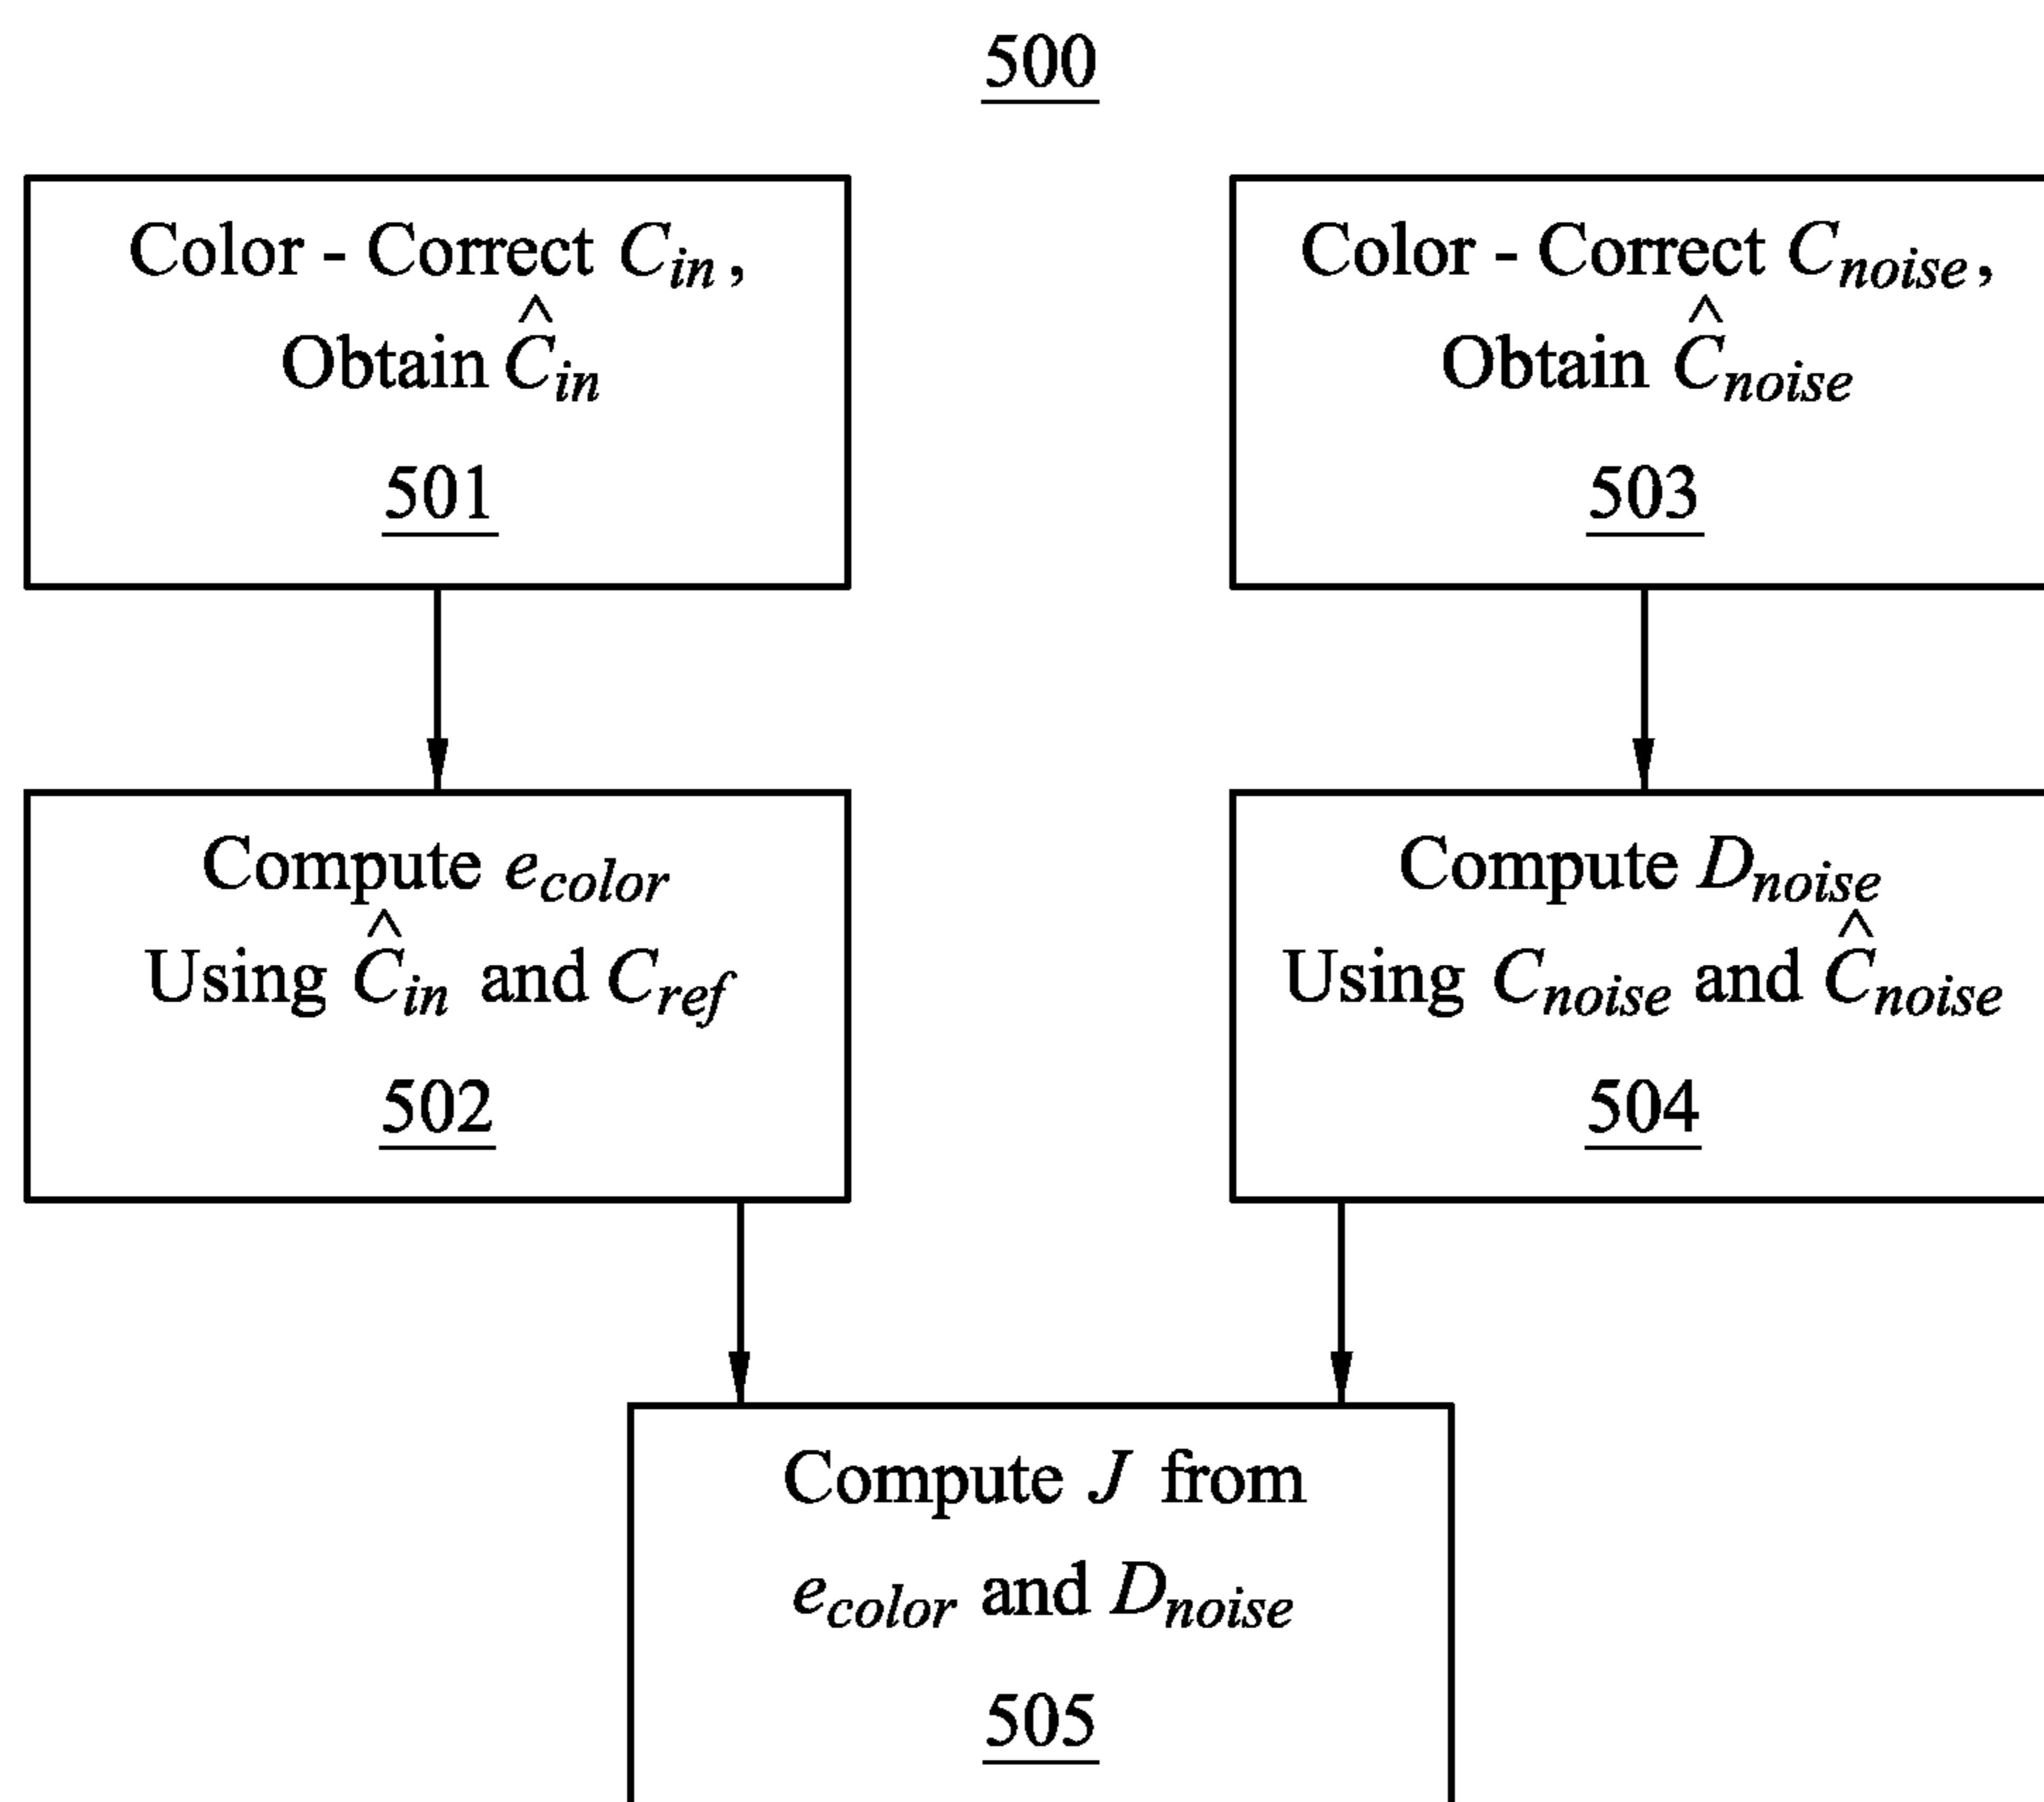 500
Color - Correct C_in,
Obtain Ĉ_in
501
Color - Correct C_noise,
Obtain Ĉ_noise
503
Compute e_color
Using Ĉ_in and C_ref
502
Compute D_noise
Using C_noise and Ĉ_noise
504
Compute J from
e_color and D_noise
505